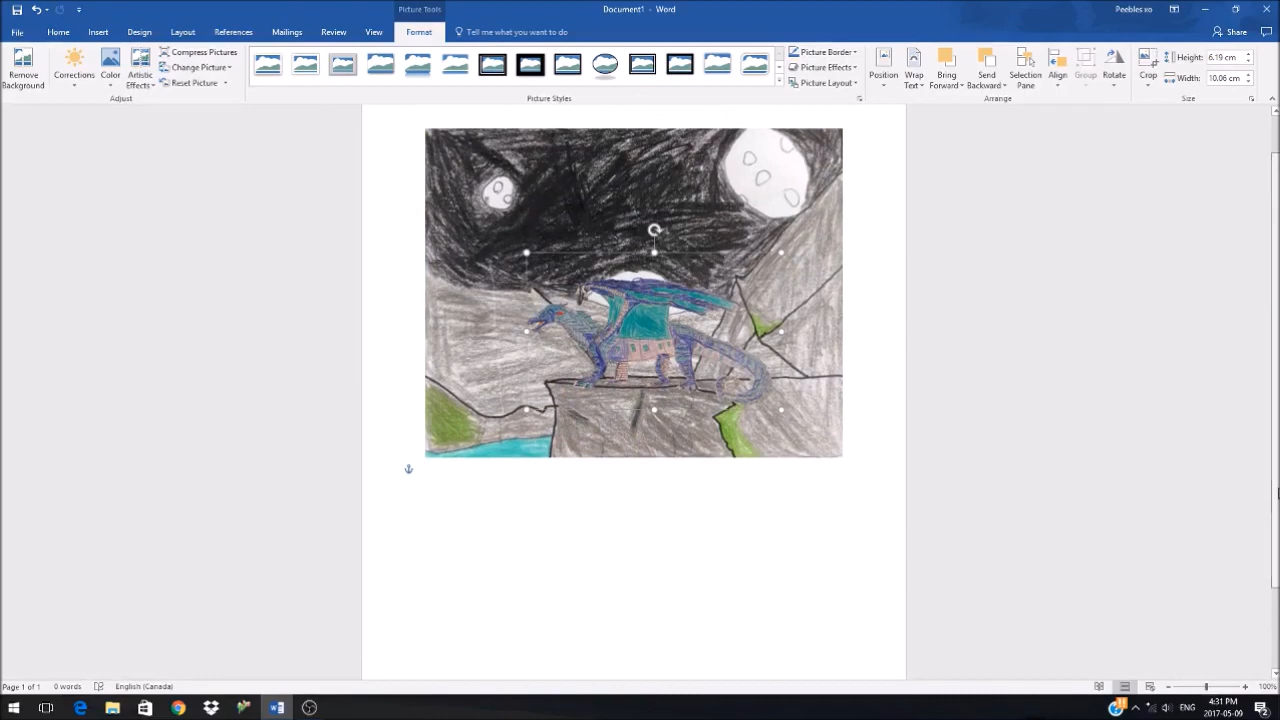 Picture Tools
Document1 - Word
Peebles xo
File
Home
Insert
Design
Layout
References
Mailings
Review
View
Format
Tell me what you want to do
Share
Remove Background
Corrections
Color
Artistic Effects
Compress Pictures
Change Picture
Reset Picture
Adjust
Picture Styles
Picture Border
Picture Effects
Picture Layout
Position
Wrap Text
Bring Forward
Send Backward
Selection Pane
Align
Group
Rotate
Arrange
Crop
Height: 6.19 cm
Width: 10.06 cm
Size
Page 1 of 1
0 words
English (Canada)
100%
ENG
4:31 PM
2017-05-09